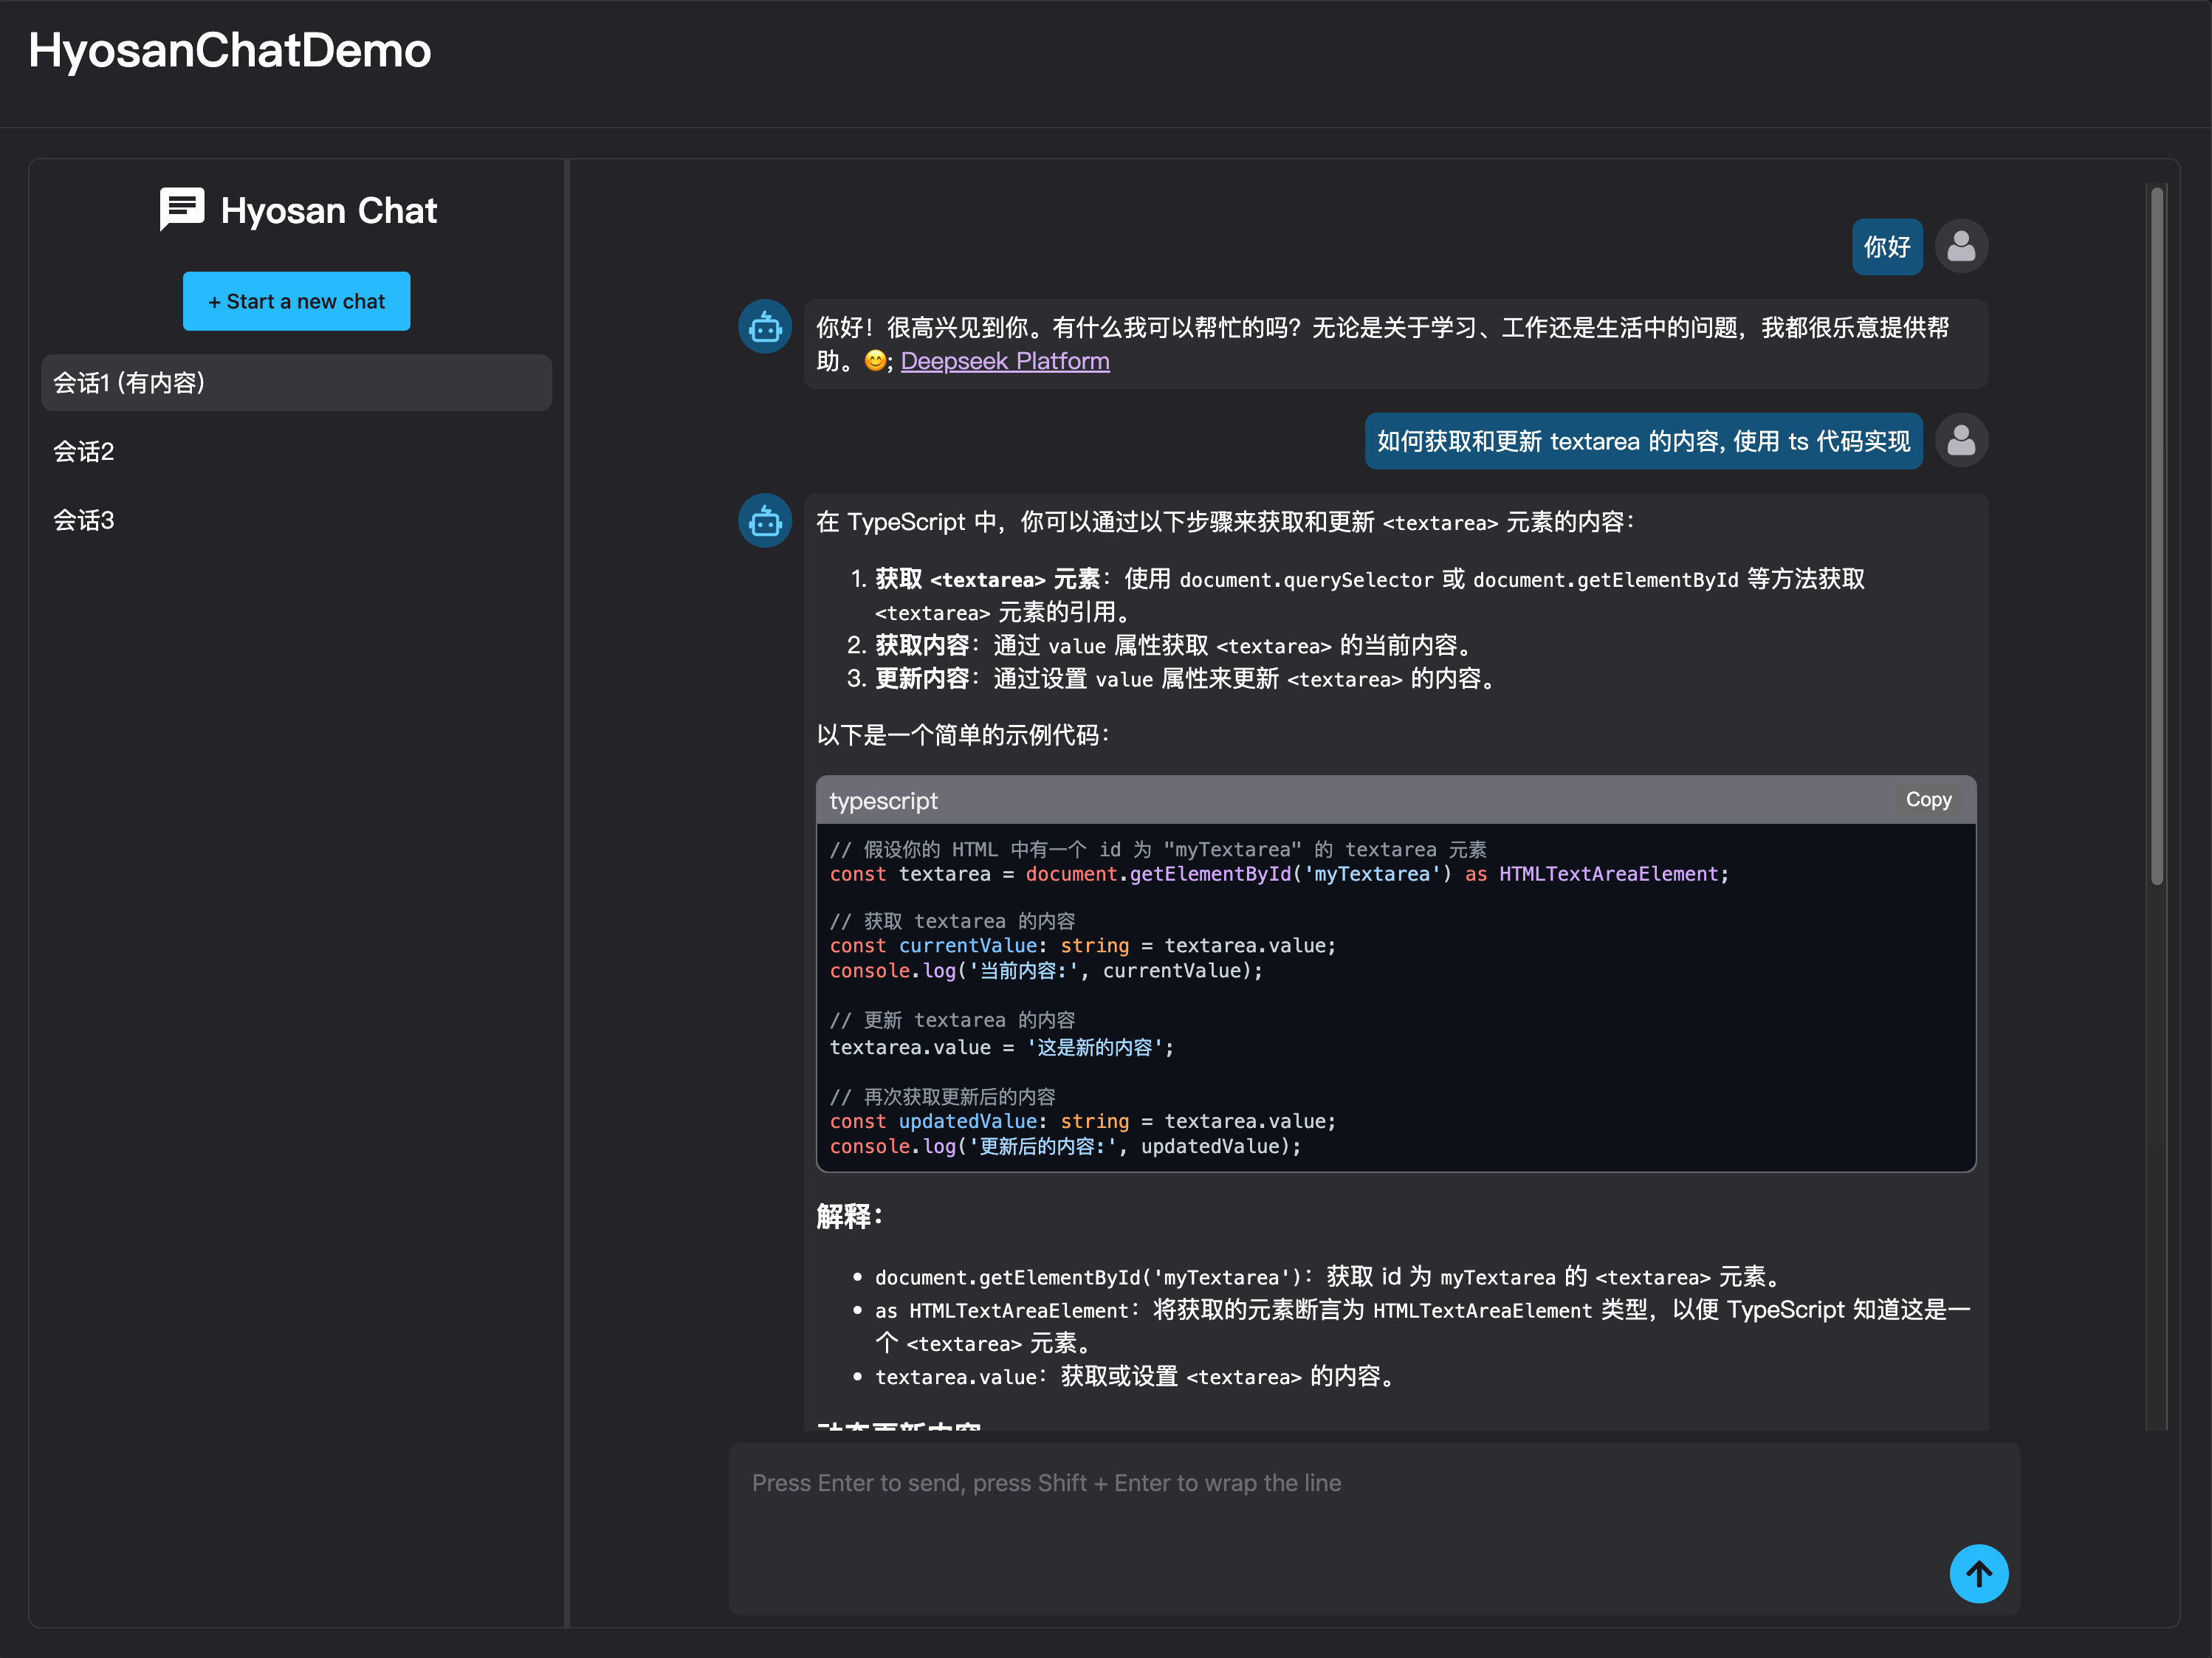 HyosanChatDemo
Hyosan Chat
+ Start a new chat
会话1 (有内容)
会话2
会话3
你好
你好！很高兴见到你。有什么我可以帮忙的吗？无论是关于学习、工作还是生活中的问题，我都很乐意提供帮
助。😊; Deepseek Platform
如何获取和更新 textarea 的内容, 使用 ts 代码实现
在 TypeScript 中，你可以通过以下步骤来获取和更新 <textarea> 元素的内容：
1. 获取 <textarea> 元素：使用 document.querySelector 或 document.getElementById 等方法获取
<textarea> 元素的引用。
2. 获取内容：通过 value 属性获取 <textarea> 的当前内容。
3. 更新内容：通过设置 value 属性来更新 <textarea> 的内容。
以下是一个简单的示例代码：
typescript
Copy
// 假设你的 HTML 中有一个 id 为 "myTextarea" 的 textarea 元素
const textarea = document.getElementById('myTextarea') as HTMLTextAreaElement;
// 获取 textarea 的内容
const currentValue: string = textarea.value;
console.log('当前内容:', currentValue);
// 更新 textarea 的内容
textarea.value = '这是新的内容';
// 再次获取更新后的内容
const updatedValue: string = textarea.value;
console.log('更新后的内容:', updatedValue);
解释：
• document.getElementById('myTextarea')：获取 id 为 myTextarea 的 <textarea> 元素。
• as HTMLTextAreaElement：将获取的元素断言为 HTMLTextAreaElement 类型，以便 TypeScript 知道这是一
个 <textarea> 元素。
• textarea.value：获取或设置 <textarea> 的内容。
动态更新内容
Press Enter to send, press Shift + Enter to wrap the line